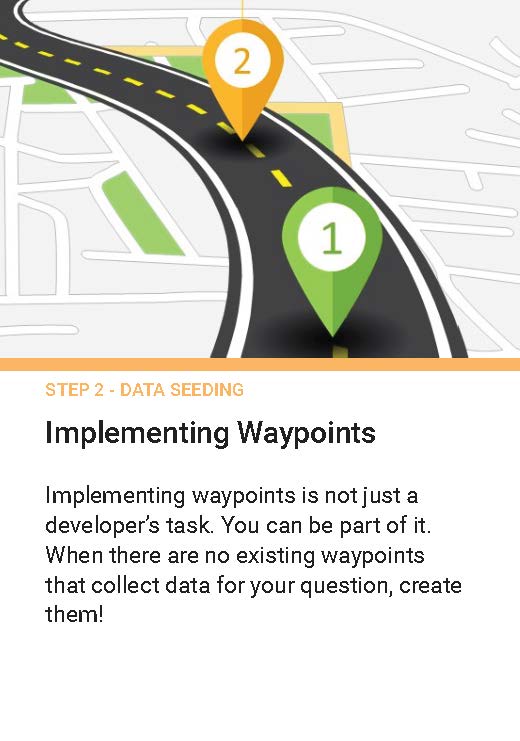 2
1
STEP 2 - DATA SEEDING
Implementing Waypoints
Implementing waypoints is not just a
developer’s task. You can be part of it.
When there are no existing waypoints
that collect data for your question, create
them!